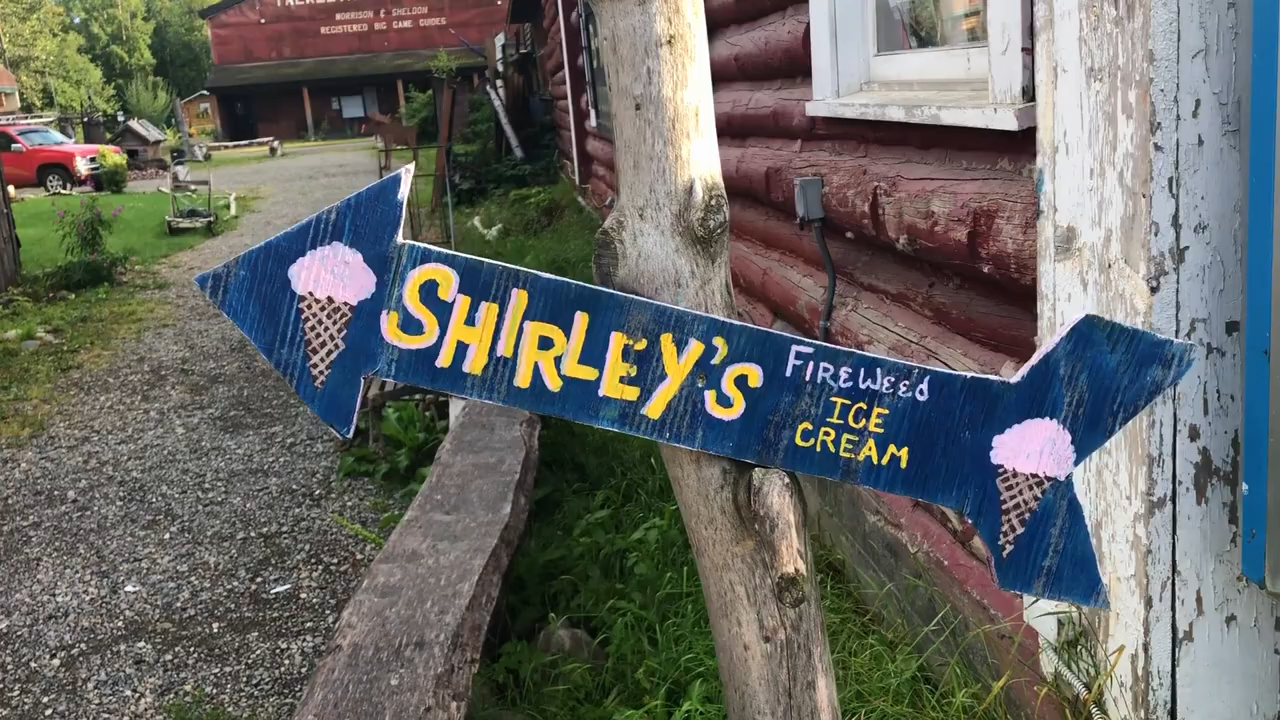 MORRISON & SHELDON
REGISTERED BIG GAME GUIDES
SHIRLEY'S
FIREWEED
ICE
CREAM